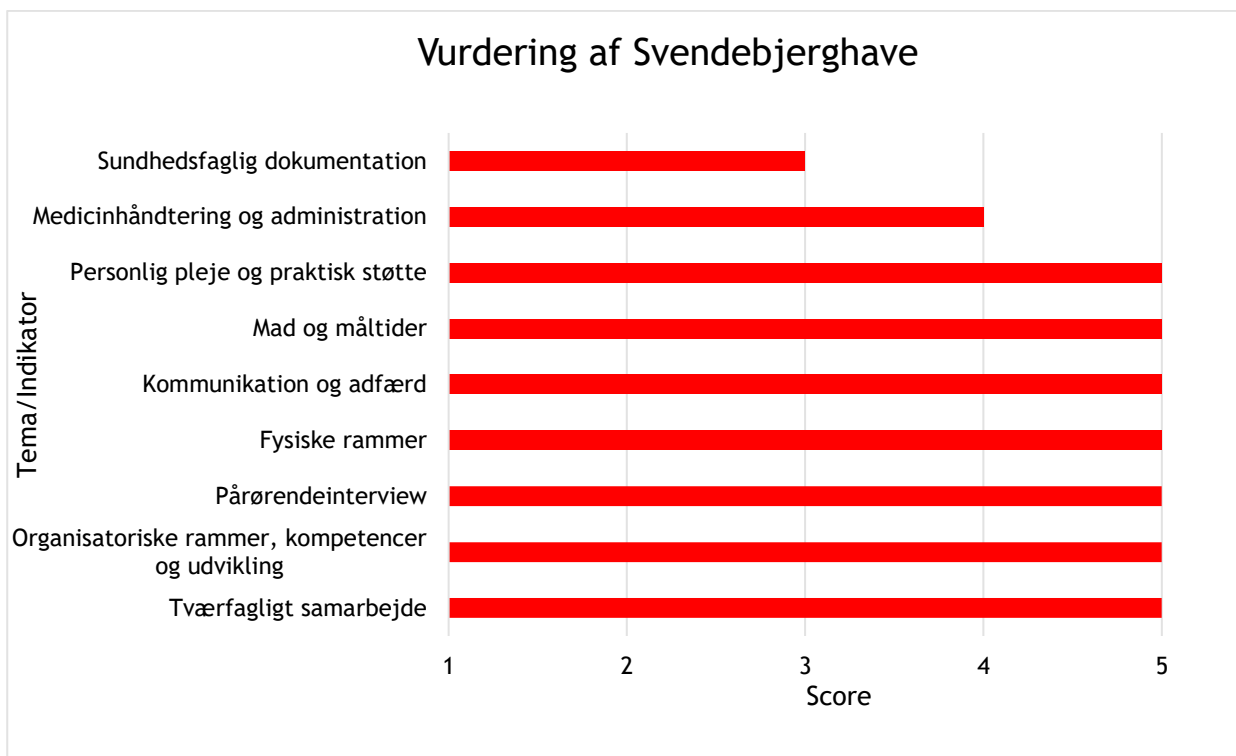 Vurdering af Svendebjerghave
Sundhedsfaglig dokumentation
Medicinhåndtering og administration
Personlig pleje og praktisk støtte
Mad og måltider
Kommunikation og adfærd
Fysiske rammer
Pårørendeinterview
Organisatoriske rammer, kompetencer
og udvikling
Tværfagligt samarbejde
Tema/Indikator
1 2 3 4 5
Score